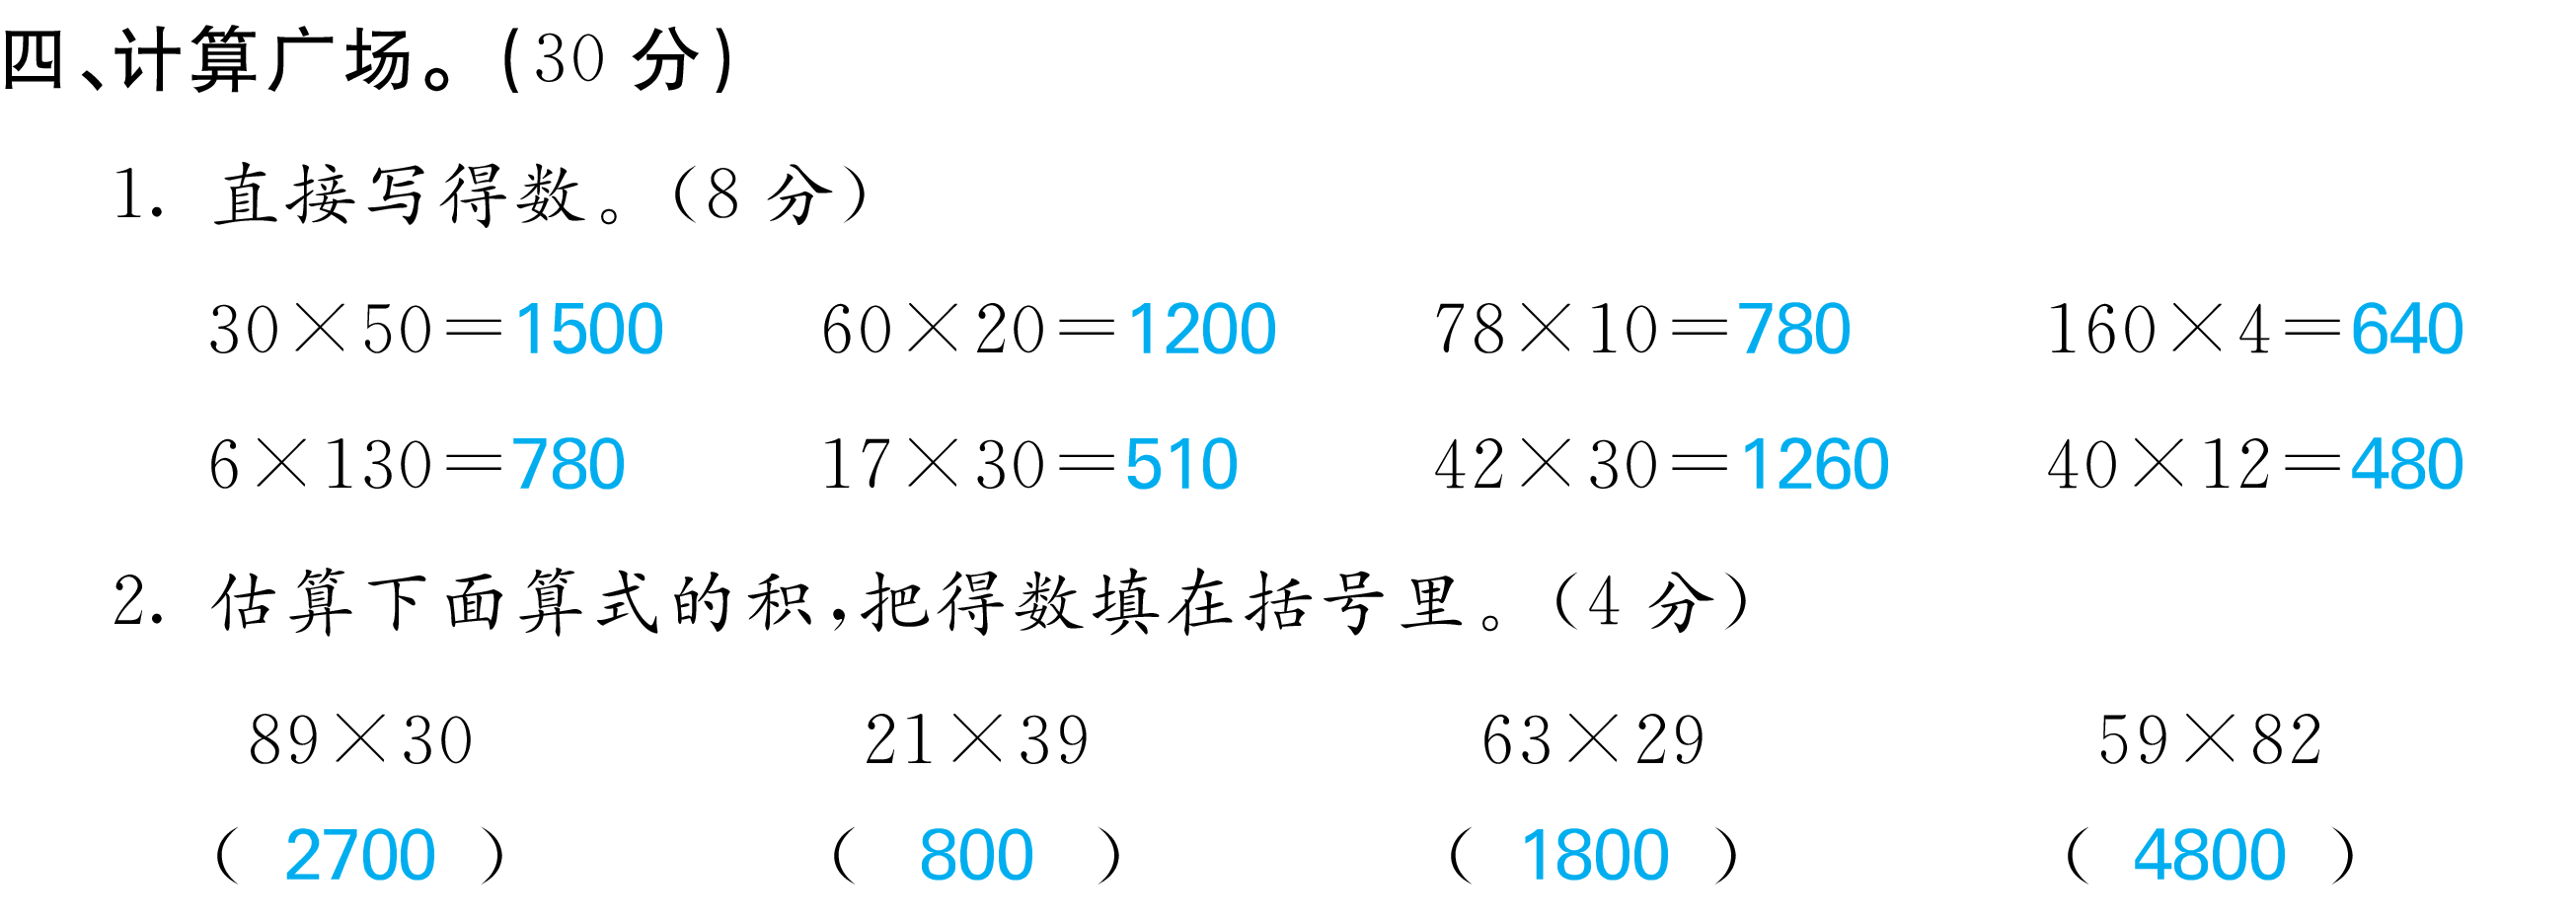 四、计算广场。(30 分)
1. 直接写得数。(8 分)
30×50=1500 60×20=1200 78×10=780 160×4=640
6×130=780 17×30=510 42×30=1260 40×12=480
2. 估算下面算式的积,把得数填在括号里。(4 分)
89×30 21×39 63×29 59×82
( 2700 ) ( 800 ) ( 1800 ) ( 4800 )